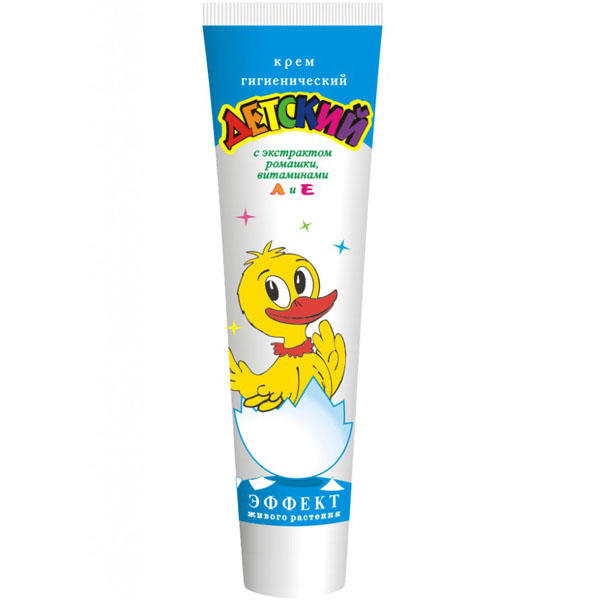 крем
гигиенический
ДЕТСКИЙ
с экстрактом
ромашки,
витаминами
А и Е
ЭФФЕКТ
живого растения